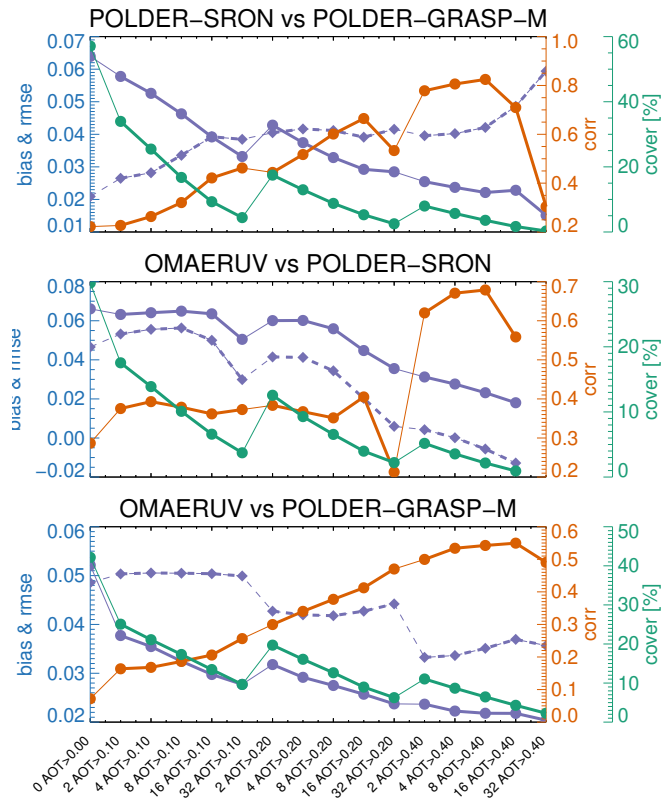 POLDER−SRON vs POLDER−GRASP−M
0.07
0.06
0.05
0.04
0.03
0.02
0.01
bias & rmse
1.0
0.8
0.6
0.4
0.2
corr
60
40
20
0
cover [%]
OMAERUV vs POLDER−SRON
0.08
0.06
0.04
0.02
0.00
−0.02
bias & rmse
0.7
0.6
0.5
0.4
0.3
0.2
corr
30
20
10
0
cover [%]
OMAERUV vs POLDER−GRASP−M
0.06
0.05
0.04
0.03
0.02
bias & rmse
0.6
0.5
0.4
0.3
0.2
0.1
0.0
corr
50
40
30
20
10
0
cover [%]
0 AOT>0.00
2 AOT>0.10
4 AOT>0.10
8 AOT>0.10
16 AOT>0.10
32 AOT>0.10
2 AOT>0.20
4 AOT>0.20
8 AOT>0.20
16 AOT>0.20
32 AOT>0.20
2 AOT>0.40
4 AOT>0.40
8 AOT>0.40
16 AOT>0.40
32 AOT>0.40